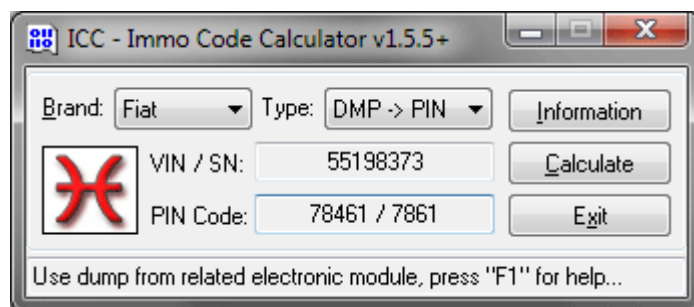 ICC - Immo Code Calculator v1.5.5+
Brand: Fiat Type: DMP -> PIN Information
VIN / SN: 55198373 Calculate
PIN Code: 78461 / 7861 Exit
Use dump from related electronic module, press "F1" for help...